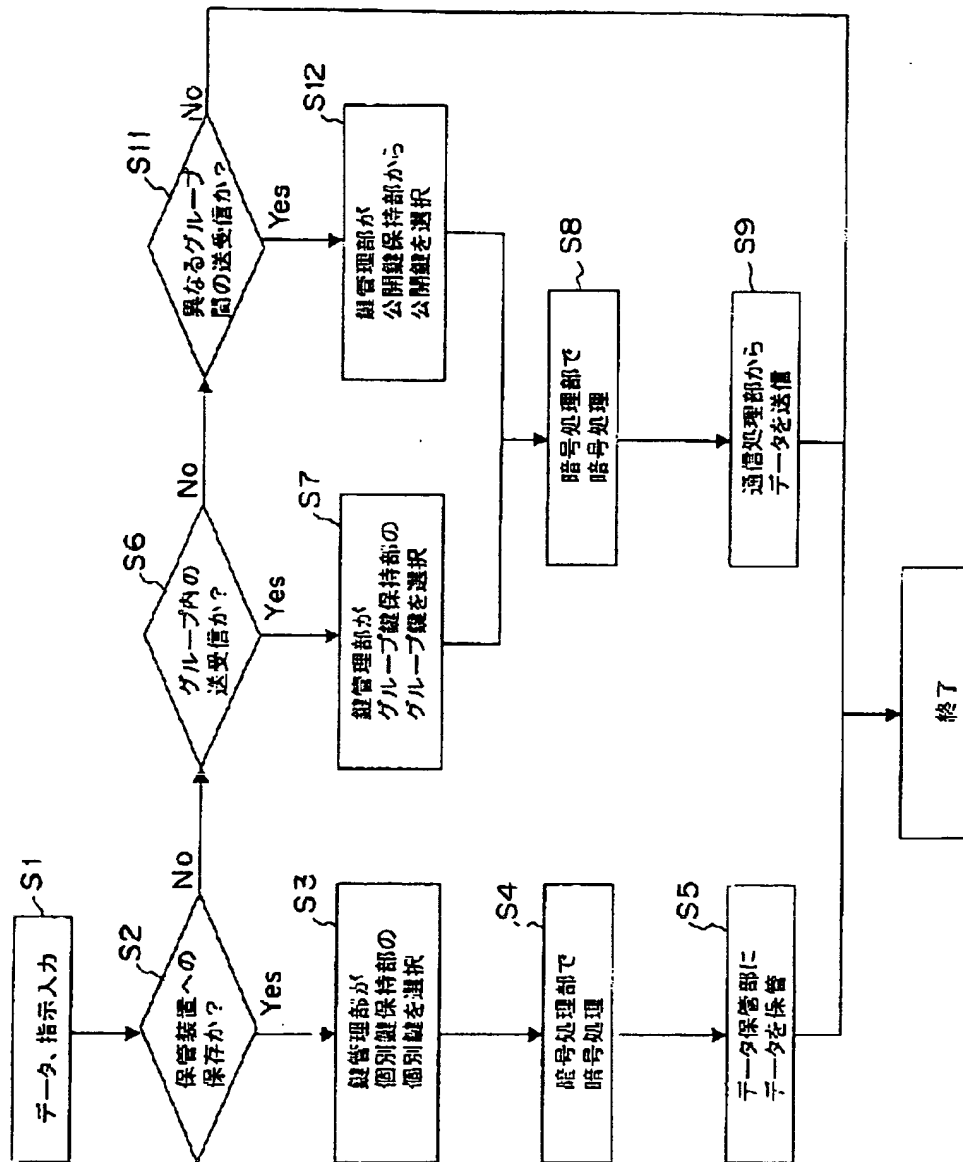 S1
データ、指示入力
S2
保管装置への
保存か?
No
Yes
S3
鍵管理部が
個別鍵保持部の
個別鍵を選択
S4
暗号処理部で
暗号処理
S5
データ保管部に
データを保管
S6
グループ内の
送受信か?
No
Yes
S7
鍵管理部が
グループ鍵保持部の
グループ鍵を選択
S11
異なるグループ
間の送受信か?
No
Yes
S12
鍵管理部が
公開鍵保持部から
公開鍵を選択
S8
暗号処理部で
暗号処理
S9
通信処理部から
データを送信
終了